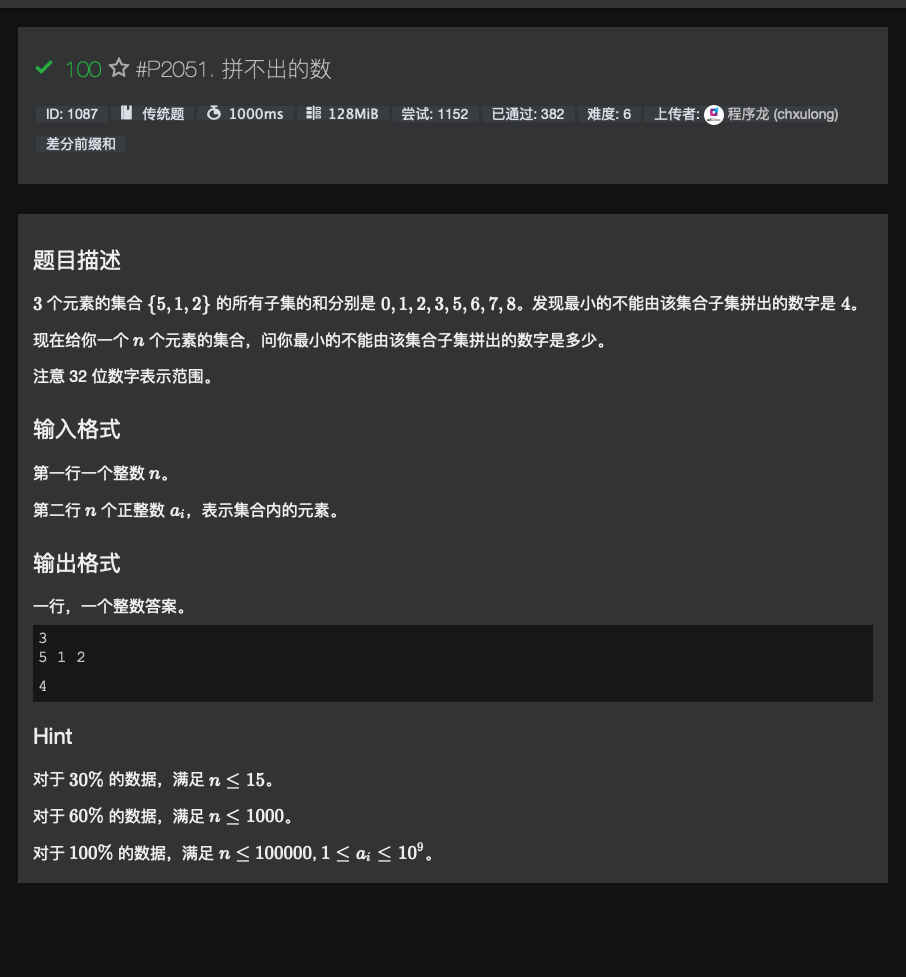 100 #P2051. 拼不出的数
ID: 1087 传统题 1000ms 128MiB 尝试: 1152 已通过: 382 难度: 6 上传者: 程序龙 (chxulong)
差分前缀和
题目描述
3 个元素的集合 {5, 1, 2} 的所有子集的和分别是 0, 1, 2, 3, 5, 6, 7, 8。发现最小的不能由该集合子集拼出的数字是 4。
现在给你一个 n 个元素的集合，问你最小的不能由该集合子集拼出的数字是多少。
注意 32 位数字表示范围。
输入格式
第一行一个整数 n。
第二行 n 个正整数 aᵢ，表示集合内的元素。
输出格式
一行，一个整数答案。
3
5 1 2
4
Hint
对于 30% 的数据，满足 n ≤ 15。
对于 60% 的数据，满足 n ≤ 1000。
对于 100% 的数据，满足 n ≤ 100000, 1 ≤ aᵢ ≤ 10⁹。